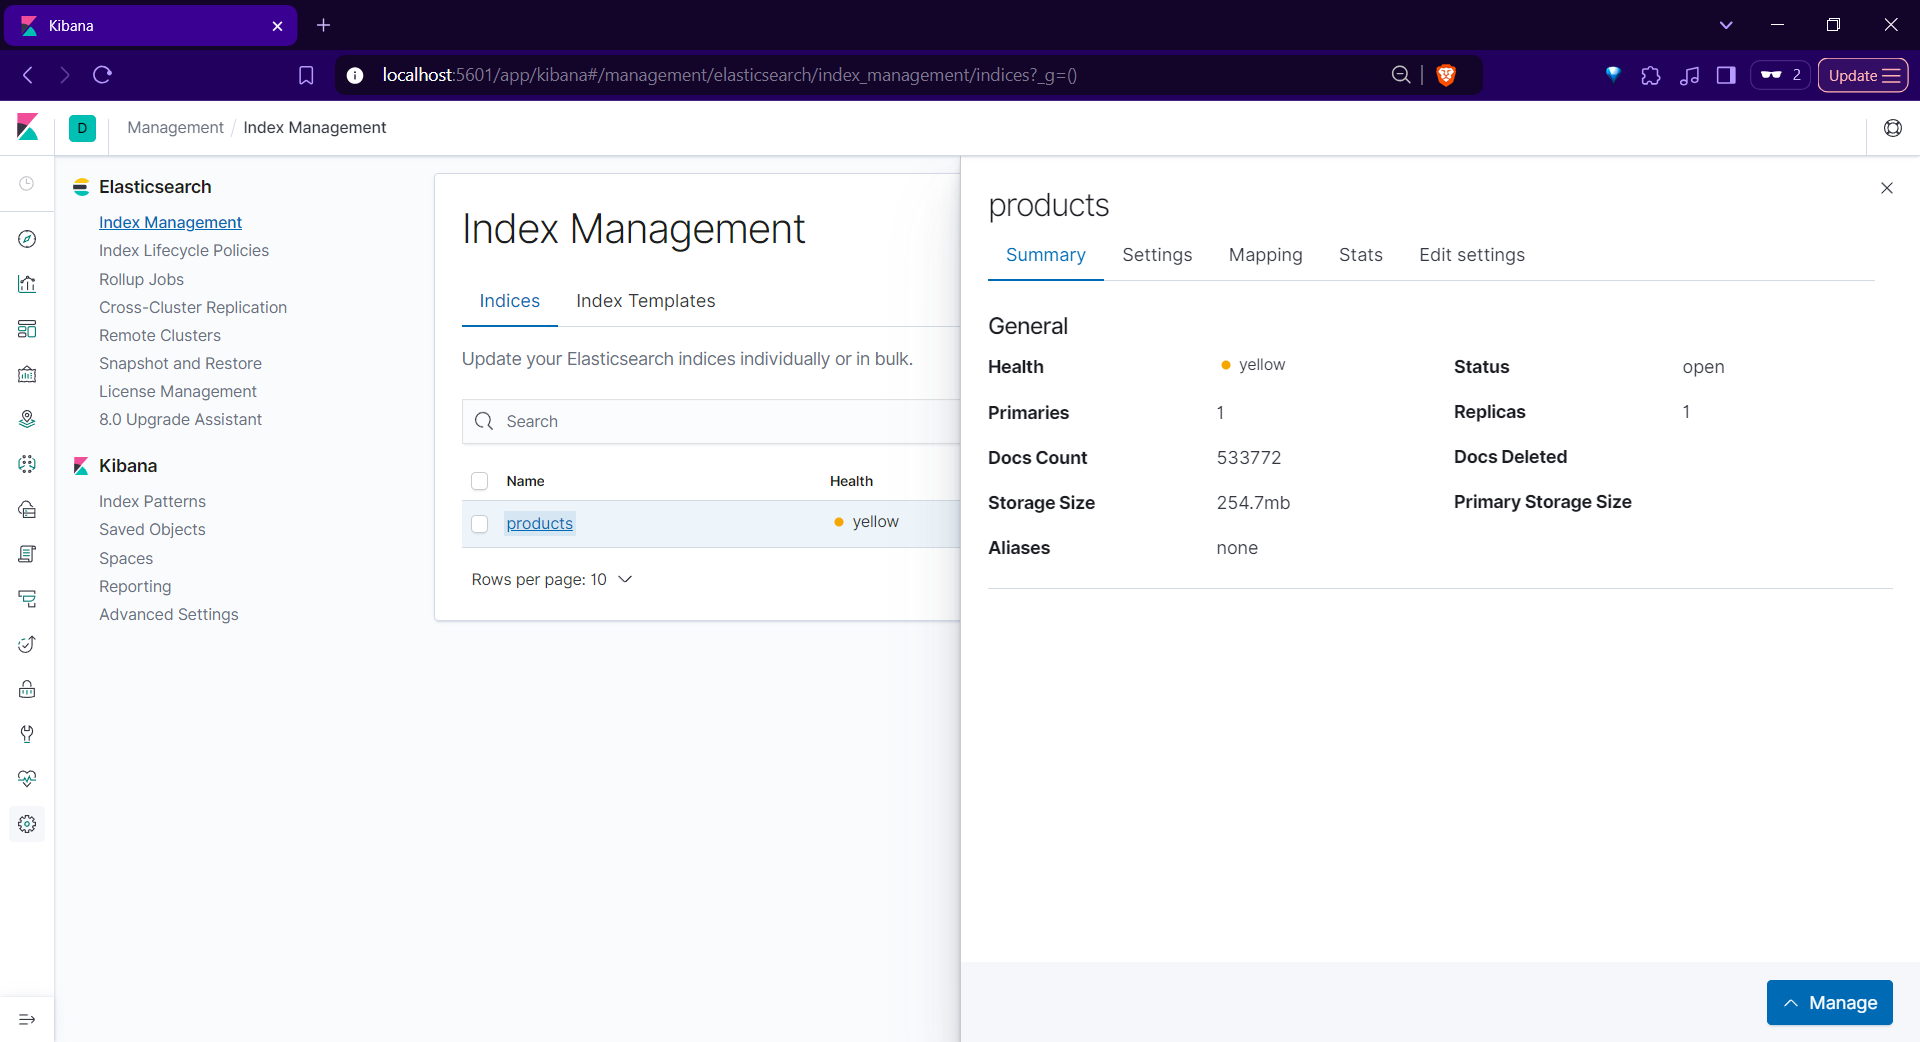 Kibana
localhost:5601/app/kibana#/management/elasticsearch/index_management/indices?_g=()
2
Update
D
Management / Index Management
Elasticsearch
Index Management
Index Lifecycle Policies
Rollup Jobs
Cross-Cluster Replication
Remote Clusters
Snapshot and Restore
License Management
8.0 Upgrade Assistant
Kibana
Index Patterns
Saved Objects
Spaces
Reporting
Advanced Settings
Index Management
Indices Index Templates
Update your Elasticsearch indices individually or in bulk.
Search
Name Health
products yellow
Rows per page: 10
products
Summary Settings Mapping Stats Edit settings
General
Health yellow Status open
Primaries 1 Replicas 1
Docs Count 533772 Docs Deleted
Storage Size 254.7mb Primary Storage Size
Aliases none
Manage